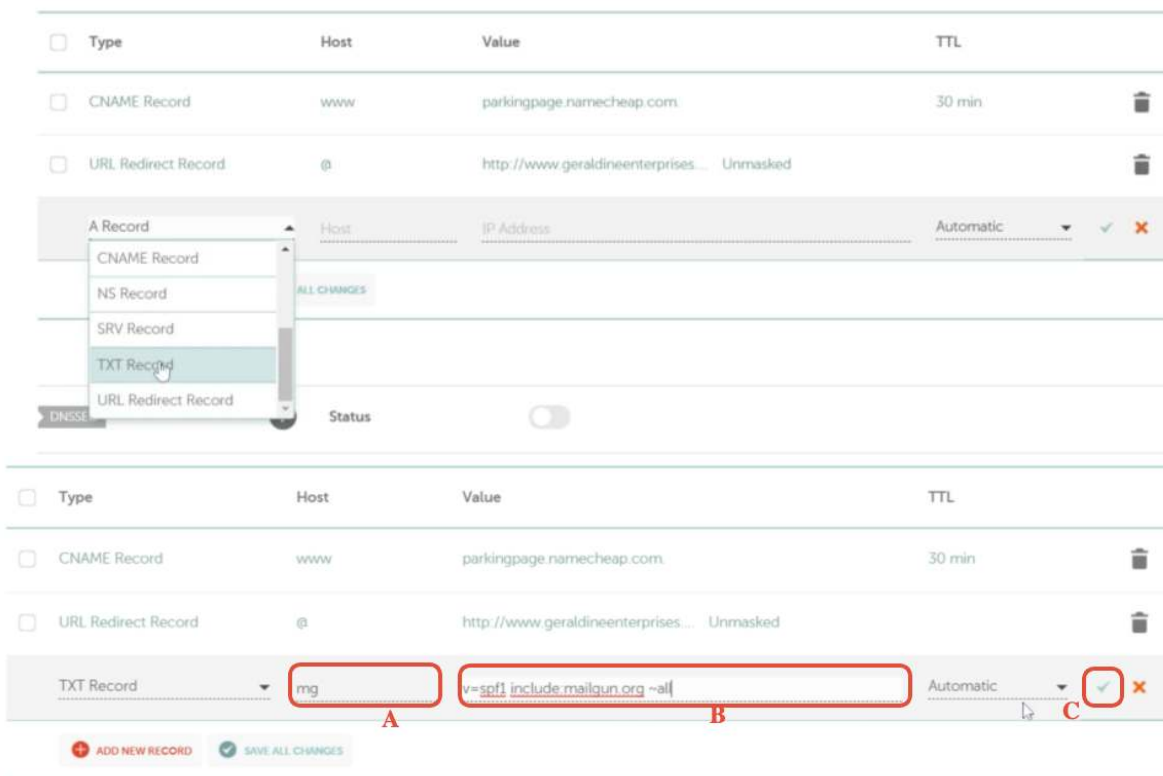 Type Host Value TTL
CNAME Record www parkingpage.namecheap.com. 30 min
URL Redirect Record @ http://www.geraldineenterprises... Unmasked
A Record Host IP Address Automatic
CNAME Record
NS Record ALL CHANGES
SRV Record
TXT Record
URL Redirect Record
DNSSE Status
Type Host Value TTL
CNAME Record www parkingpage.namecheap.com. 30 min
URL Redirect Record @ http://www.geraldineenterprises... Unmasked
TXT Record mg v=spf1 include:mailgun.org ~all Automatic
A B C
ADD NEW RECORD SAVE ALL CHANGES